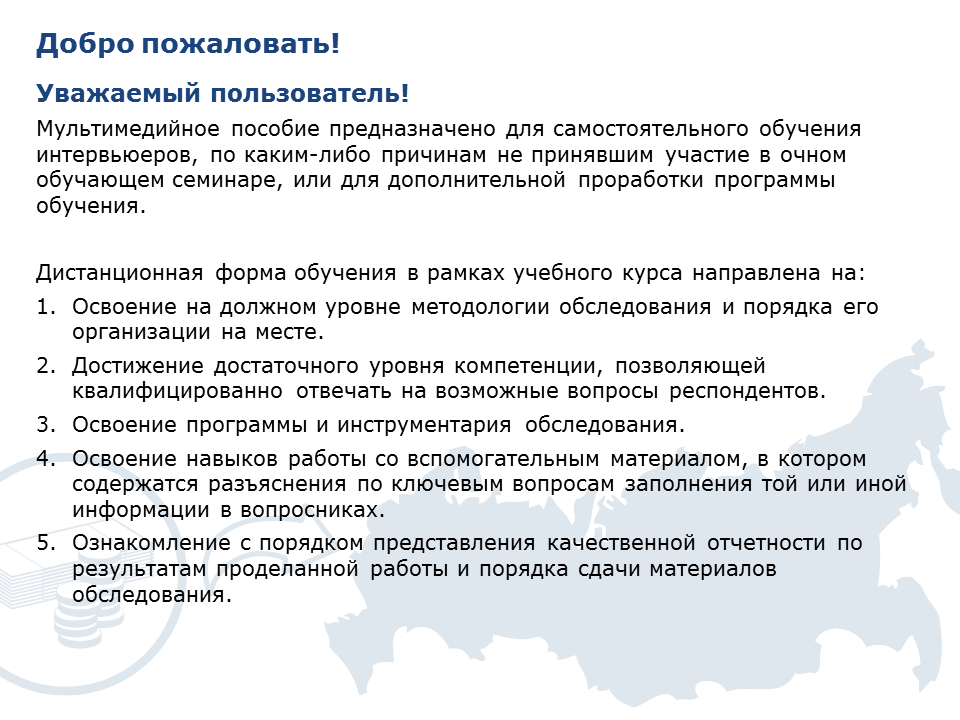 Добро пожаловать!
Уважаемый пользователь!
Мультимедийное пособие предназначено для самостоятельного обучения
интервьюеров, по каким-либо причинам не принявшим участие в очном
обучающем семинаре, или для дополнительной проработки программы
обучения.
Дистанционная форма обучения в рамках учебного курса направлена на:
1. Освоение на должном уровне методологии обследования и порядка его
организации на месте.
2. Достижение достаточного уровня компетенции, позволяющей
квалифицированно отвечать на возможные вопросы респондентов.
3. Освоение программы и инструментария обследования.
4. Освоение навыков работы со вспомогательным материалом, в котором
содержатся разъяснения по ключевым вопросам заполнения той или иной
информации в вопросниках.
5. Ознакомление с порядком представления качественной отчетности по
результатам проделанной работы и порядка сдачи материалов
обследования.